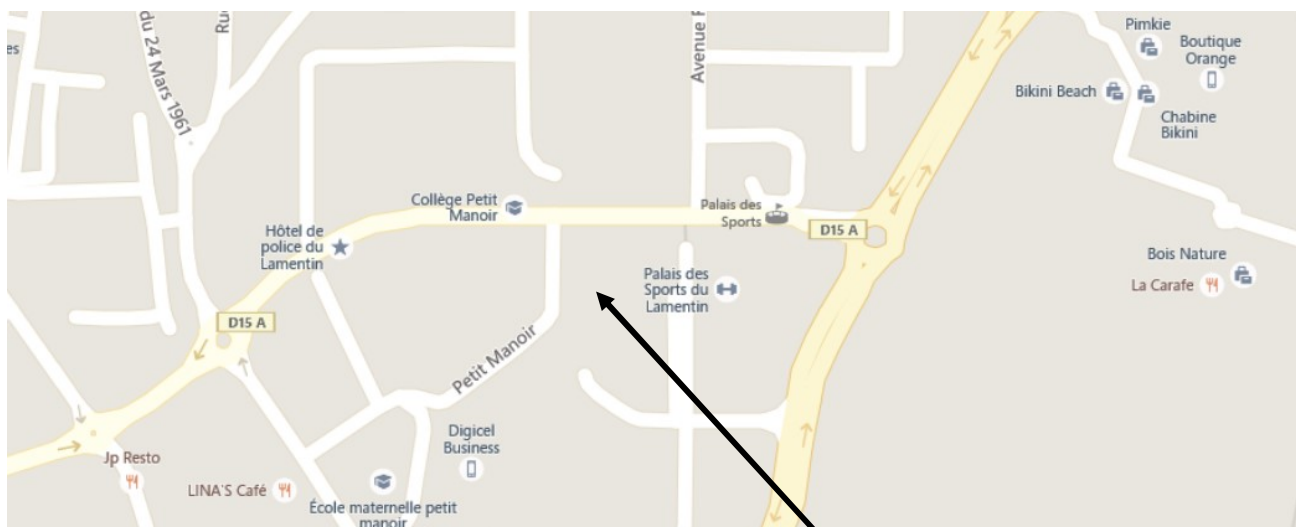 es
du 24 Mars 1961
Avenue
Pimkie
Boutique
Orange
Bikini Beach
Chabine
Bikini
Collège Petit
Manoir
Palais des
Sports
D15 A
Hôtel de
police du
Lamentin
Palais des
Sports du
Lamentin
Bois Nature
La Carafe
D15 A
Petit Manoir
Digicel
Business
Jp Resto
LINA'S Café
École maternelle petit
manoir